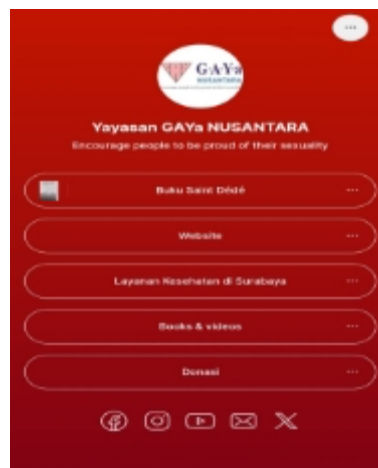 GAYa
NUSANTARA
Yayasan GAYa NUSANTARA
Encourage people to be proud of their sexuality
Buku Saint Dédé
Website
Layanan Kesehatan di Surabaya
Books & videos
Donasi